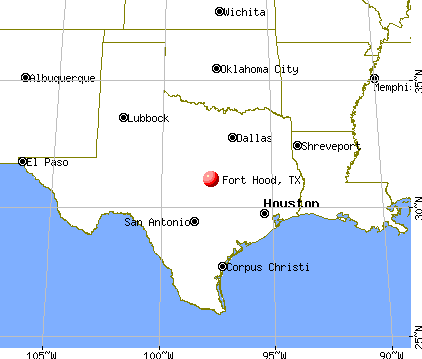 Wichita
Oklahoma City
Albuquerque
35°N
Memphis
Lubbock
Dallas
Shreveport
El Paso
Fort Hood, TX
Houston
30°N
San Antonio
Corpus Christi
25°N
105°W
100°W
95°W
90°W